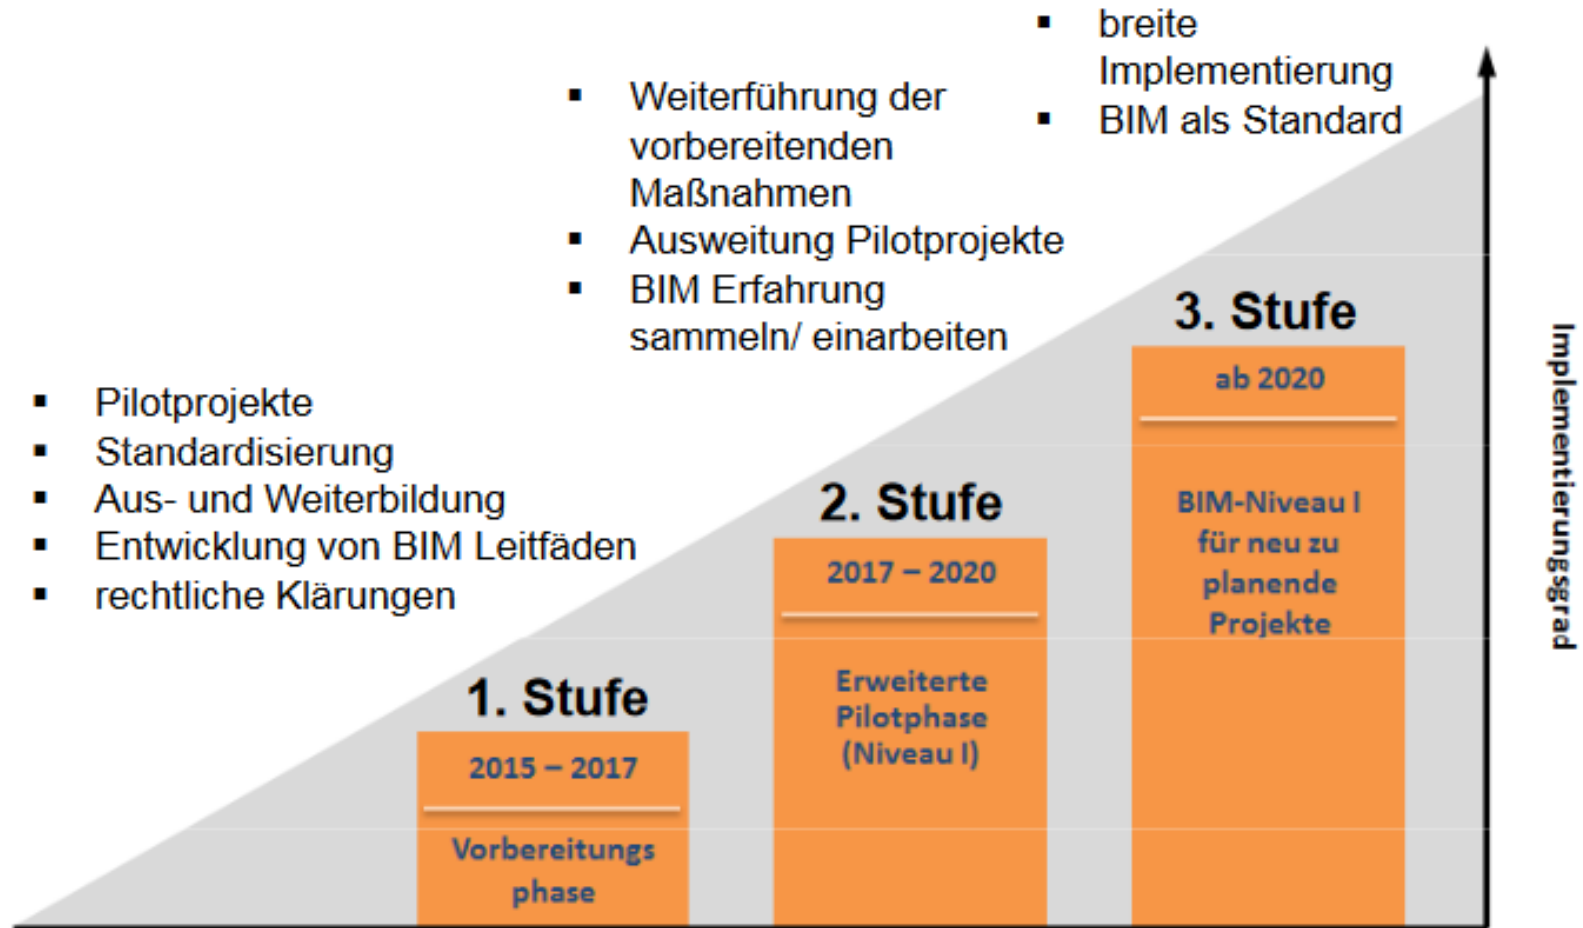 ▪ breite
Implementierung
▪ BIM als Standard
▪ Weiterführung der
vorbereitenden
Maßnahmen
▪ Ausweitung Pilotprojekte
▪ BIM Erfahrung
sammeln/ einarbeiten
▪ Pilotprojekte
▪ Standardisierung
▪ Aus- und Weiterbildung
▪ Entwicklung von BIM Leitfäden
▪ rechtliche Klärungen
1. Stufe
2015 – 2017
Vorbereitungs
phase
2. Stufe
2017 – 2020
Erweiterte
Pilotphase
(Niveau I)
3. Stufe
ab 2020
BIM-Niveau I
für neu zu
planende
Projekte
Implementierungsgrad